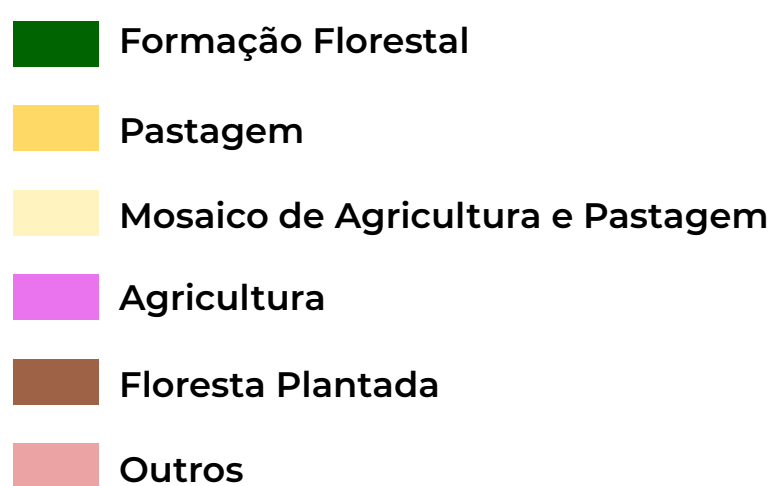 Formação Florestal
Pastagem
Mosaico de Agricultura e Pastagem
Agricultura
Floresta Plantada
Outros